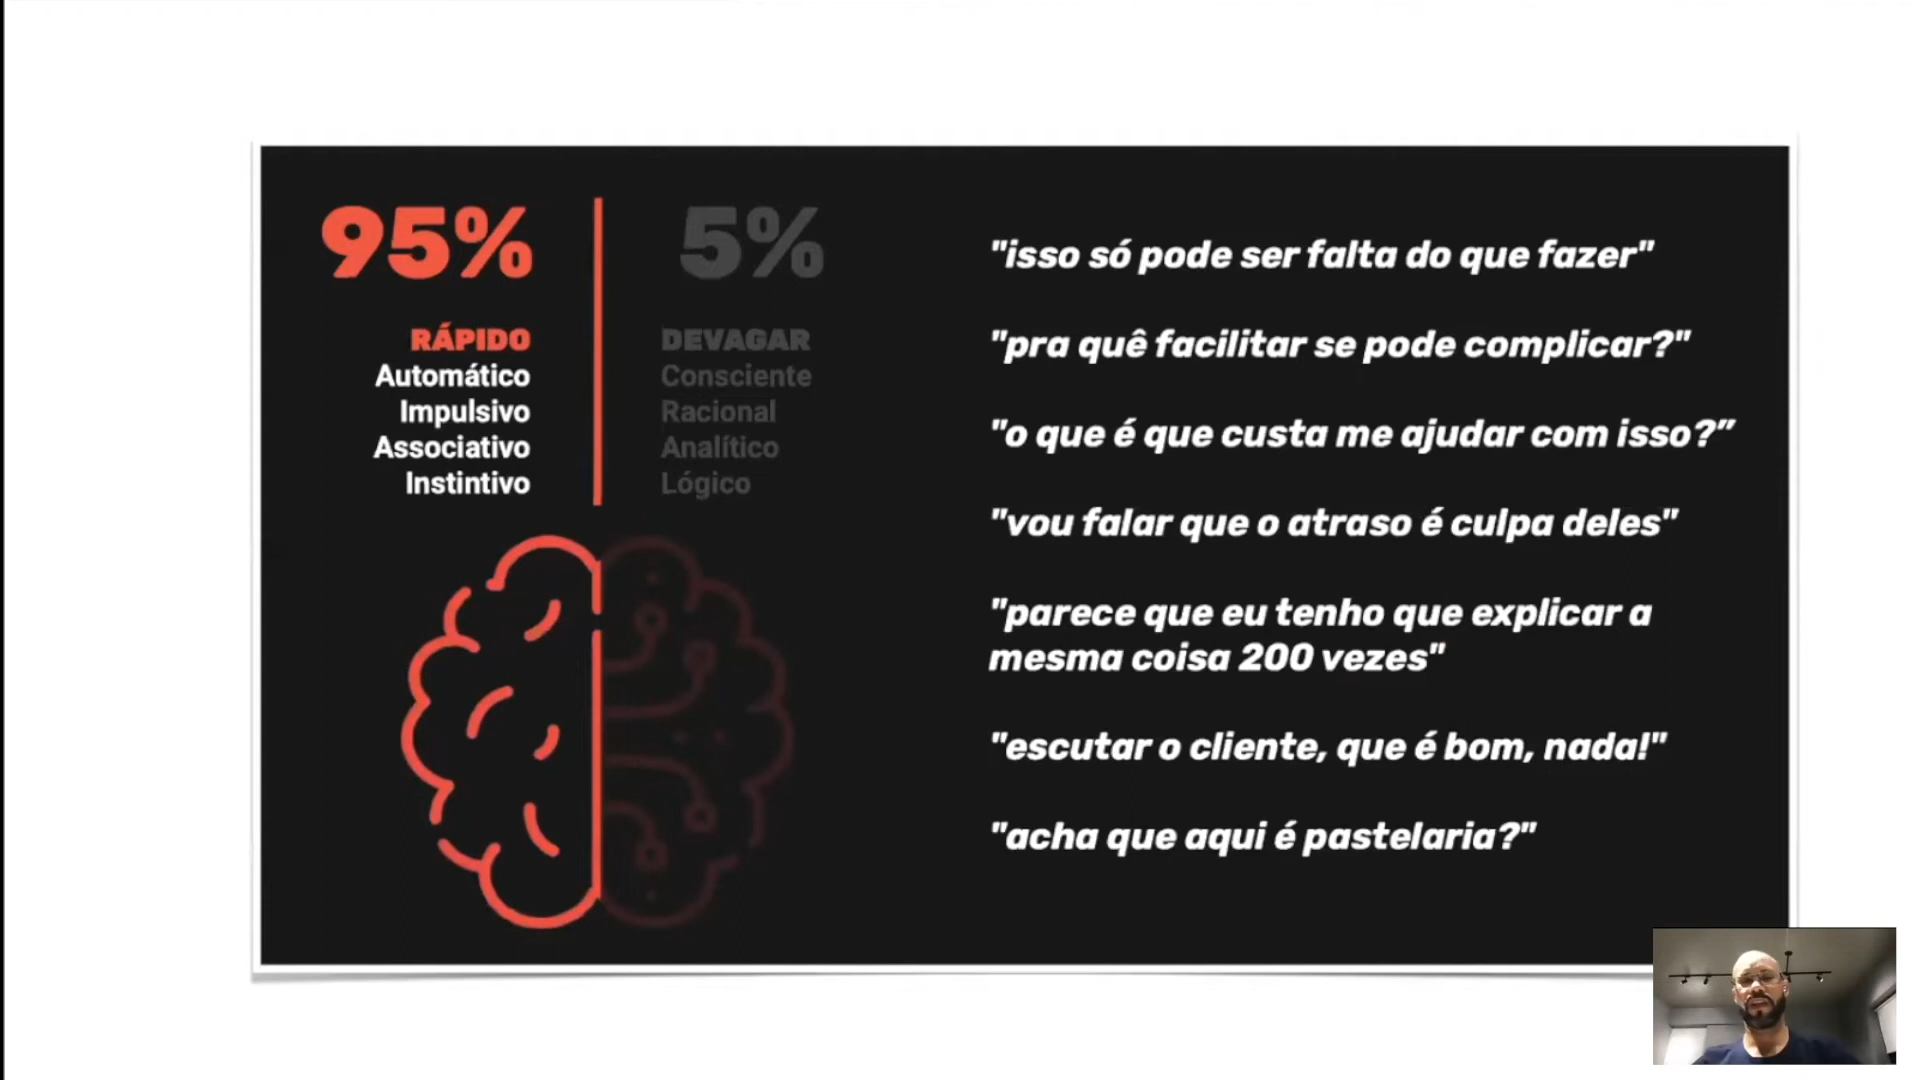 95%
RÁPIDO
Automático
Impulsivo
Associativo
Instintivo
5%
DEVAGAR
Consciente
Racional
Analítico
Lógico
"isso só pode ser falta do que fazer"
"pra quê facilitar se pode complicar?"
"o que é que custa me ajudar com isso?”
"vou falar que o atraso é culpa deles"
"parece que eu tenho que explicar a
mesma coisa 200 vezes"
"escutar o cliente, que é bom, nada!"
"acha que aqui é pastelaria?"